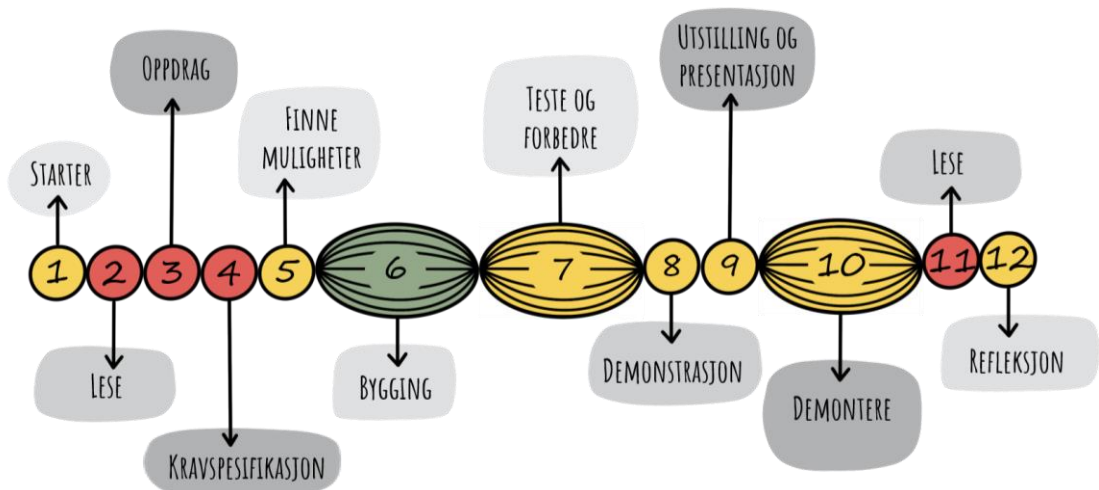 STARTER
OPPDRAG
FINNE
MULIGHETER
TESTE OG
FORBEDRE
UTSTILLING OG
PRESENTASJON
LESE
1 2 3 4 5 6 7 8 9 10 11 12
LESE
KRAVSPESIFIKASJON
BYGGING
DEMONSTRASJON
DEMONTERE
REFLEKSJON